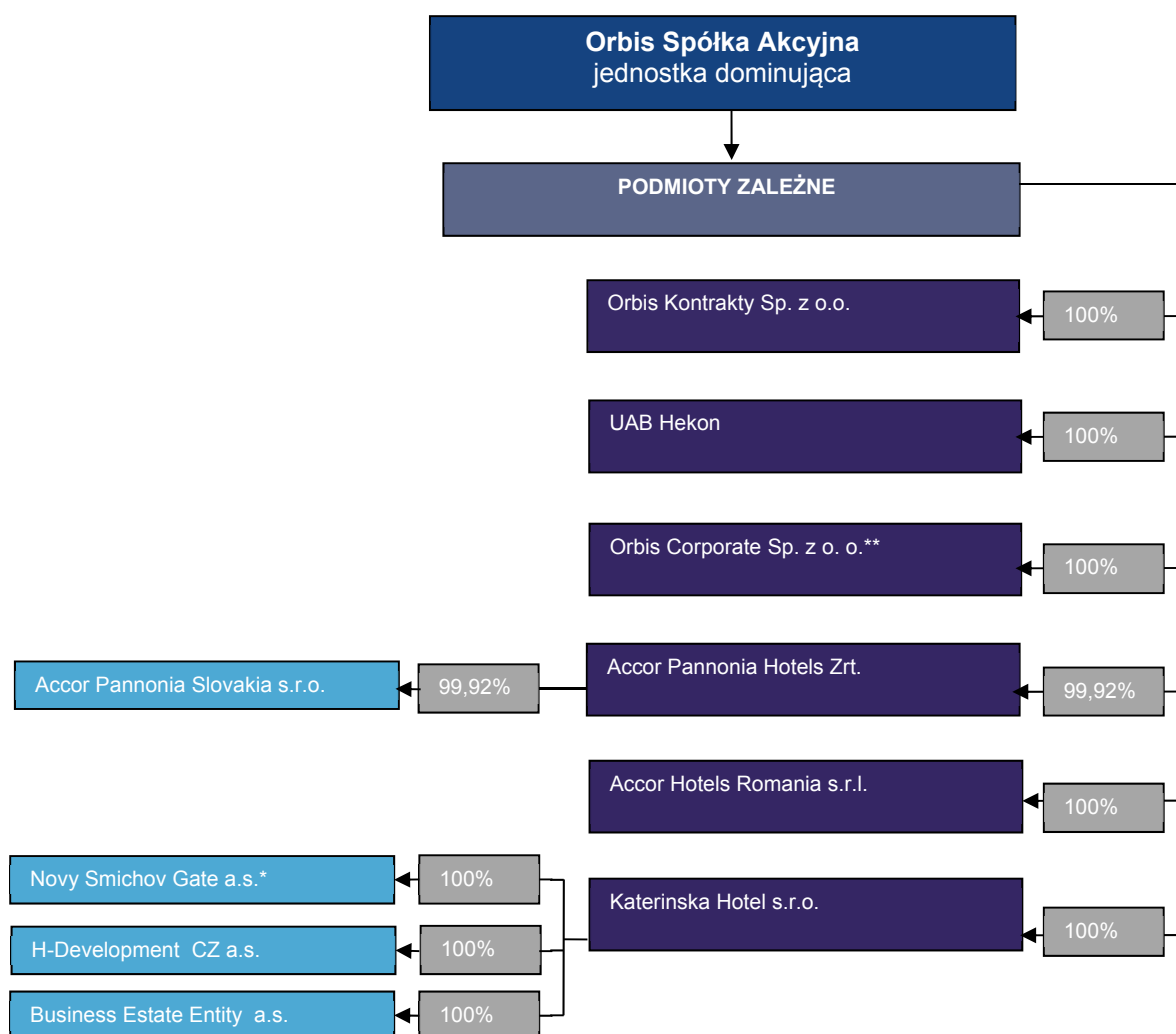 Orbis Spółka Akcyjna
jednostka dominująca
PODMIOTY ZALEŻNE
Orbis Kontrakty Sp. z o.o.
100%
UAB Hekon
100%
Orbis Corporate Sp. z o. o.**
100%
Accor Pannonia Slovakia s.r.o.
99,92%
Accor Pannonia Hotels Zrt.
99,92%
Accor Hotels Romania s.r.l.
100%
Novy Smichov Gate a.s.*
100%
Katerinska Hotel s.r.o.
100%
H-Development CZ a.s.
100%
Business Estate Entity a.s.
100%